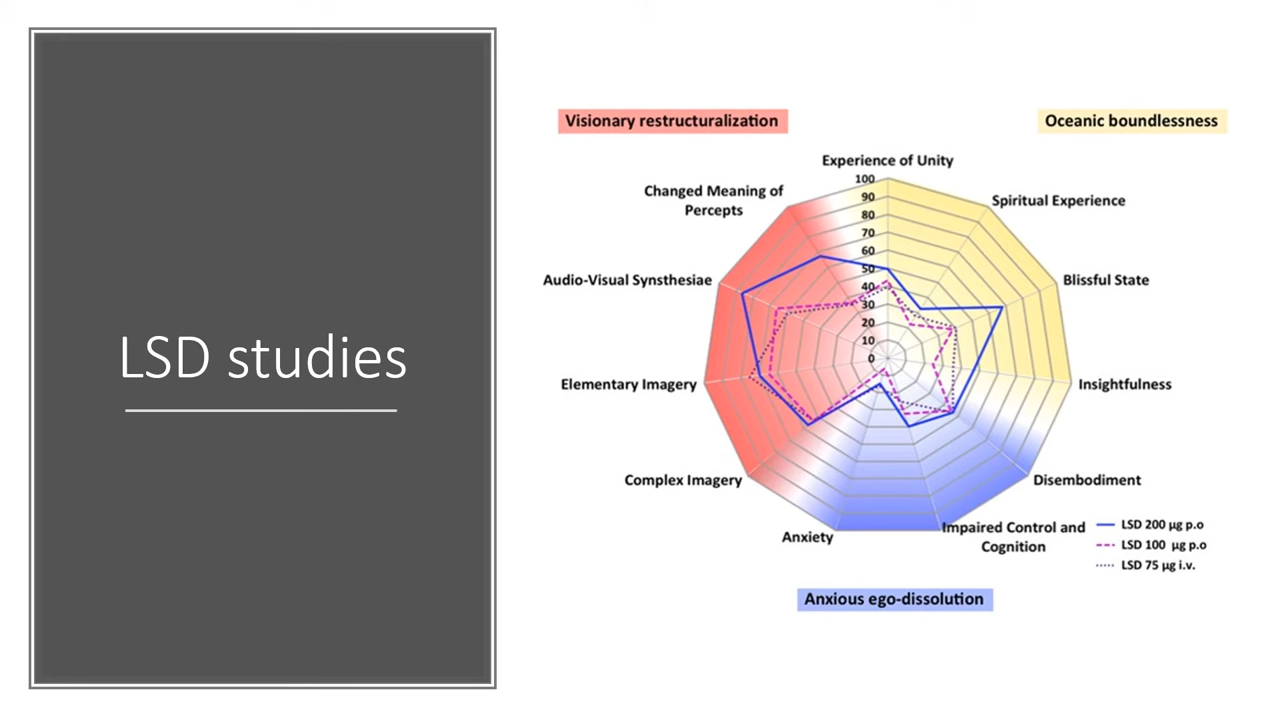 LSD studies
Visionary restructuralization
Oceanic boundlessness
Experience of Unity
Changed Meaning of
Percepts
Spiritual Experience
Audio-Visual Synsthesiae
Blissful State
Elementary Imagery
Insightfulness
Complex Imagery
Disembodiment
Anxiety
Impaired Control and
Cognition
100
90
80
70
60
50
40
30
20
10
0
LSD 200 µg p.o
LSD 100 µg p.o
LSD 75 µg i.v.
Anxious ego-dissolution